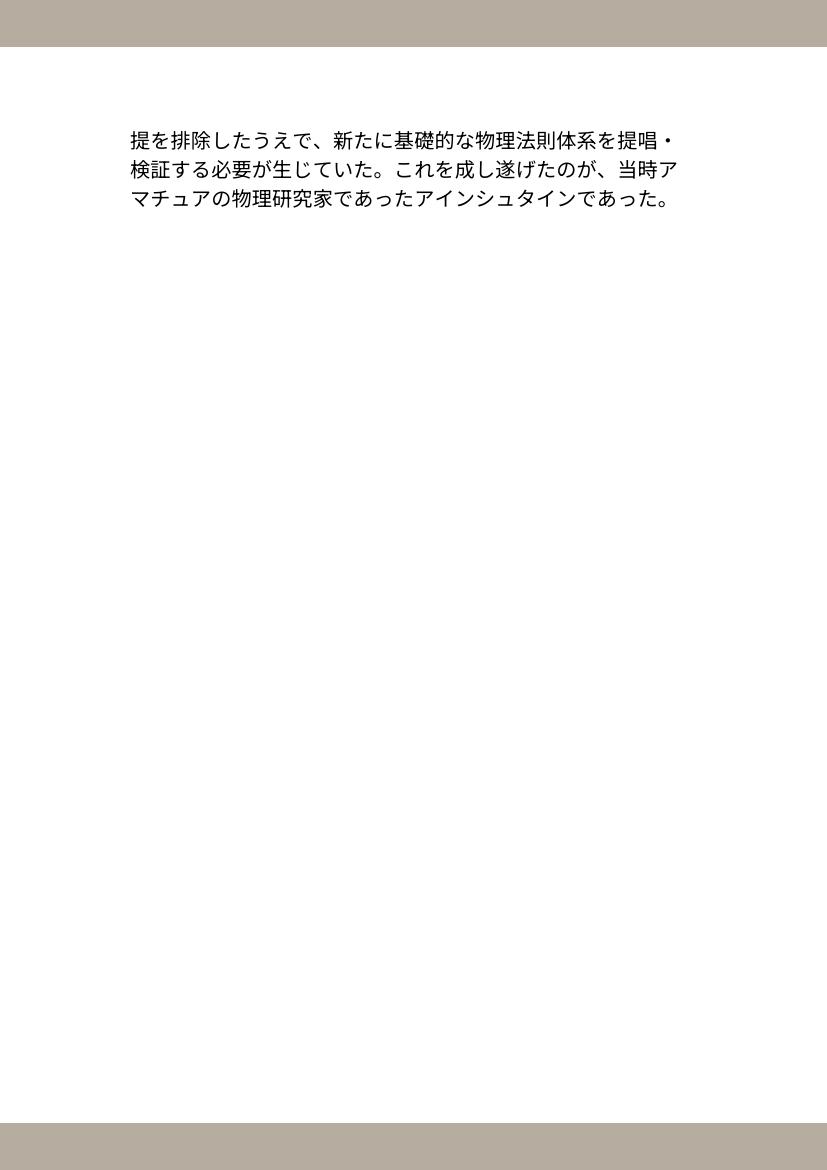 提を排除したうえで、新たに基礎的な物理法則体系を提唱・
検証する必要が生じていた。これを成し遂げたのが、当時ア
マチュアの物理研究家であったアインシュタインであった。